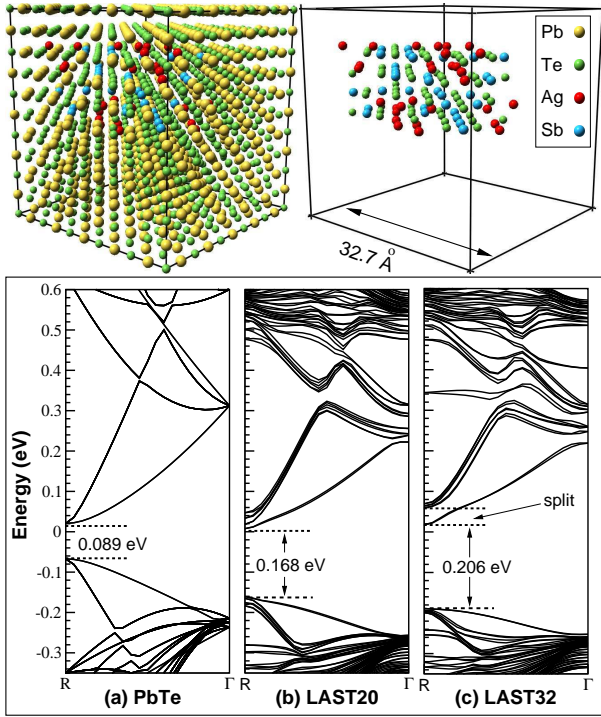 Pb
Te
Ag
Sb
32.7 Å
Energy (eV)
0.6
0.5
0.4
0.3
0.2
0.1
0
-0.1
-0.2
-0.3
0.089 eV
0.168 eV
0.206 eV
split
R Γ R Γ R Γ
(a) PbTe (b) LAST20 (c) LAST32